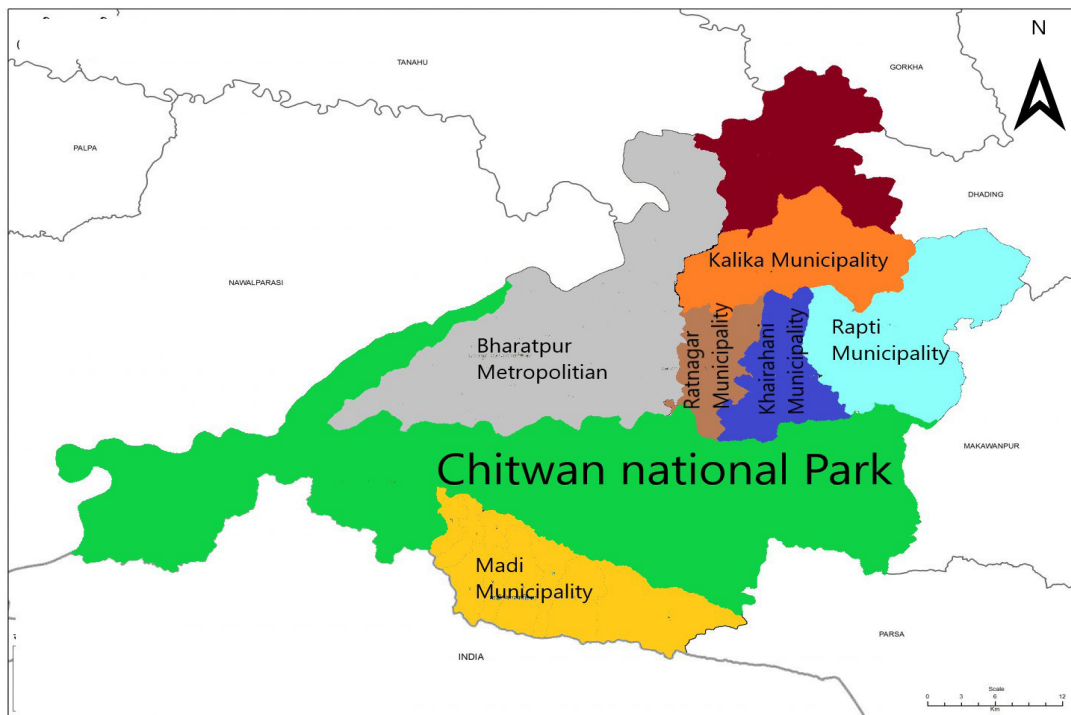 N
TANAHU
GORKHA
PALPA
DHADING
Kalika Municipality
NAWALPARASI
Bharatpur
Metropolitian
Ratnagar
Municipality
Khairahani
Municipality
Rapti
Municipality
MAKAWANPUR
Chitwan national Park
Madi
Municipality
PARSA
INDIA
Scale
0 3 6 9 12
Km